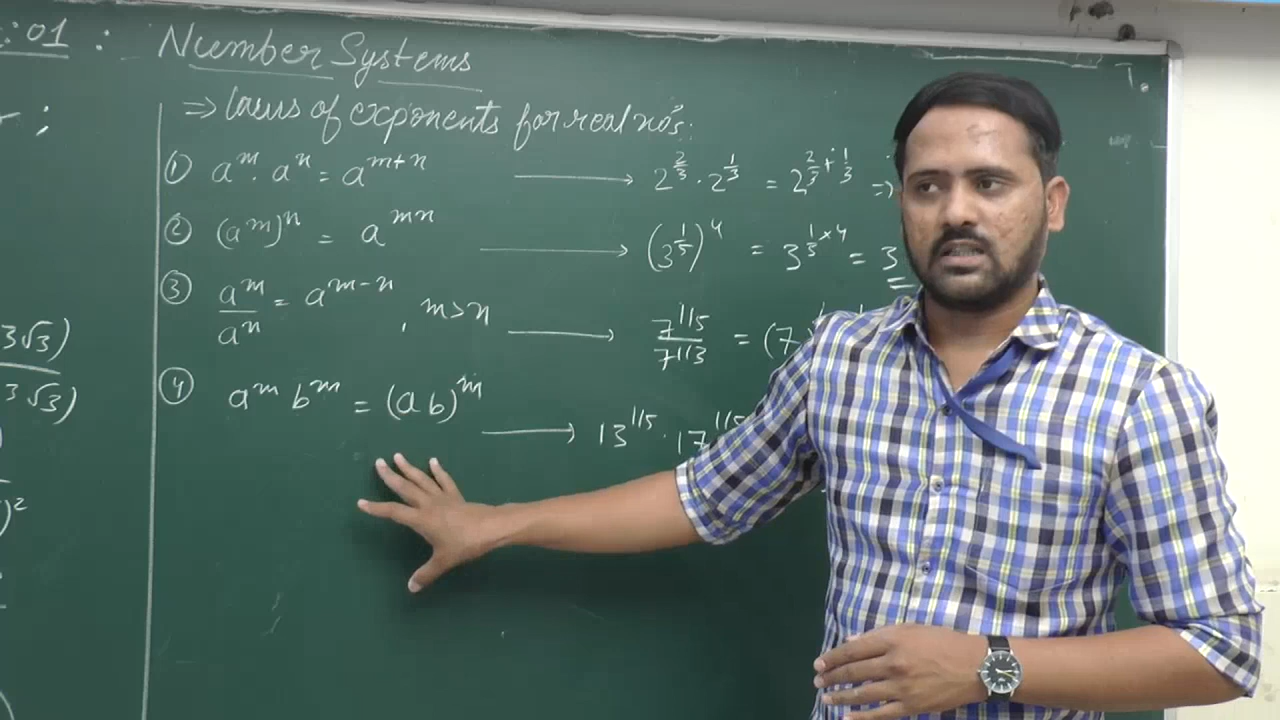 : 01 :
Number Systems
⇒ laws of exponents for real no's:
① a^m . a^n = a^(m+n) → 2^(2/3) . 2^(1/3) = 2^(2/3 + 1/3) ⇒
② (a^m)^n = a^(mn) → (3^(1/5))^4 = 3^(1/5 × 4) = 3
③ a^m / a^n = a^(m-n) , m>n → 7^(1/5) / 7^(1/3) = (7
④ a^m b^m = (a b)^m → 13^(1/5) . 17^(1/5)
3√3)
3√3)
)^2